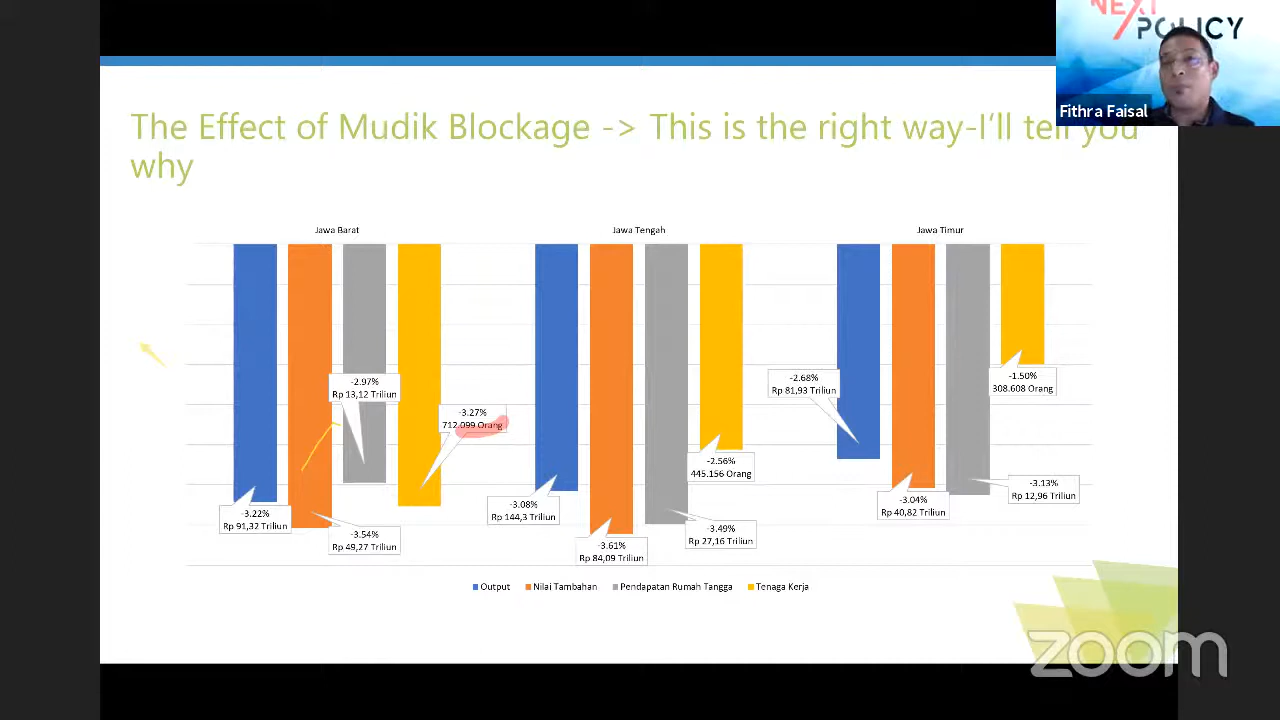 NEXT
POLICY
Fithra Faisal
The Effect of Mudik Blockage -> This is the right way-I'll tell you
why
Jawa Barat
Jawa Tengah
Jawa Timur
-2.97%
Rp 13,12 Triliun
-3.27%
712.099 Orang
-3.22%
Rp 91,32 Triliun
-3.54%
Rp 49,27 Triliun
-2.56%
445.156 Orang
-3.08%
Rp 144,3 Triliun
-3.61%
Rp 84,09 Triliun
-3.49%
Rp 27,16 Triliun
-2.68%
Rp 81,93 Triliun
-1.50%
308.608 Orang
-3.04%
Rp 40,82 Triliun
-3.13%
Rp 12,96 Triliun
Output Nilai Tambahan Pendapatan Rumah Tangga Tenaga Kerja
zoom